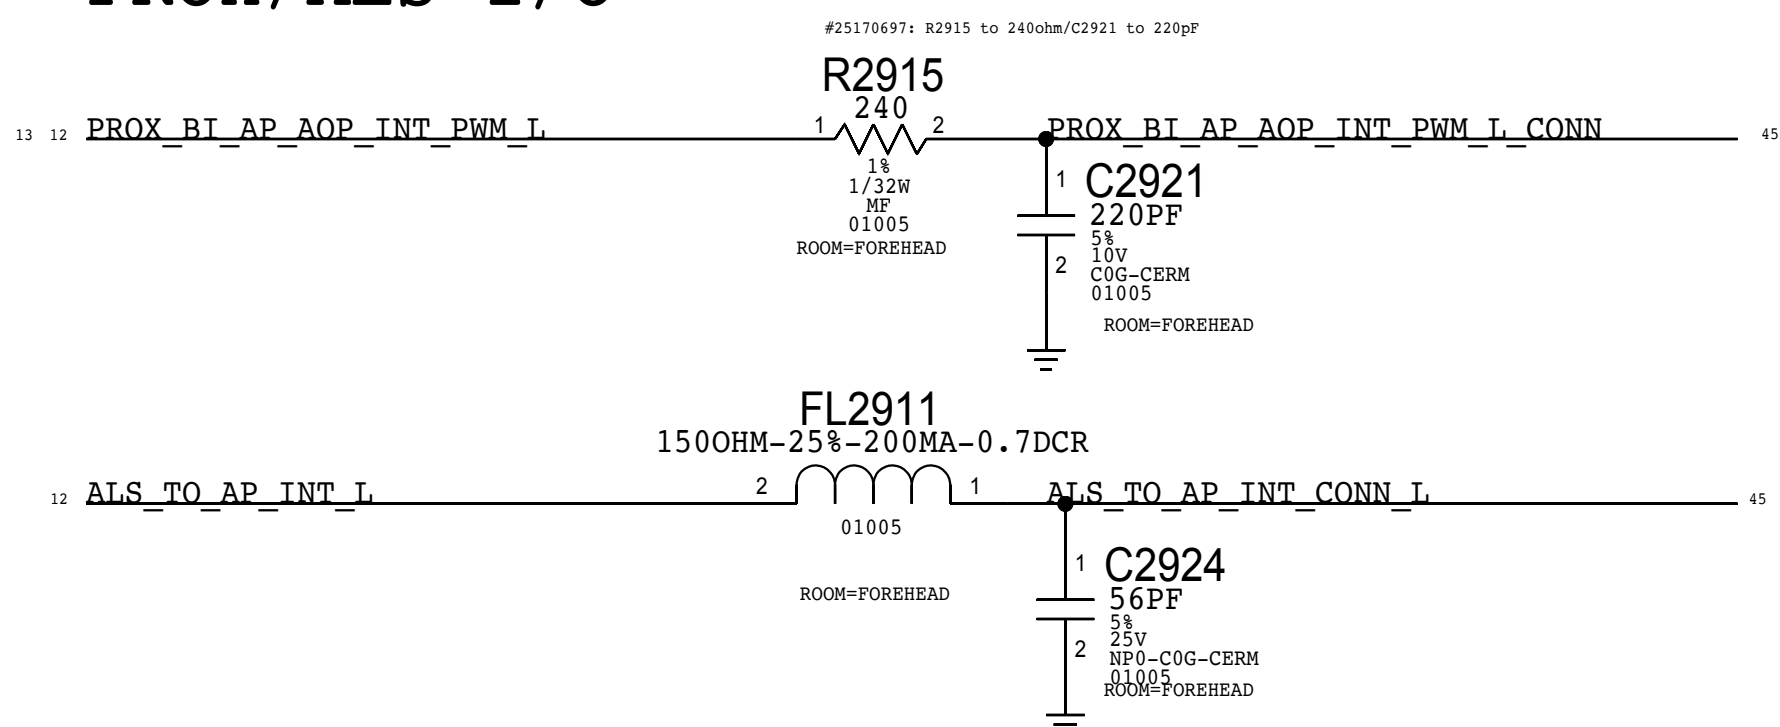 #25170697: R2915 to 240ohm/C2921 to 220pF
R2915
240
13 12 PROX_BI_AP_AOP_INT_PWM_L 1 2 PROX_BI_AP_AOP_INT_PWM_L_CONN 45
1%
1/32W
MF
01005
ROOM=FOREHEAD
1 C2921
220PF
5%
10V
2 C0G-CERM
01005
ROOM=FOREHEAD
FL2911
150OHM-25%-200MA-0.7DCR
12 ALS_TO_AP_INT_L 2 1 ALS_TO_AP_INT_CONN_L 45
01005
ROOM=FOREHEAD
1 C2924
56PF
5%
25V
2 NP0-C0G-CERM
01005
ROOM=FOREHEAD